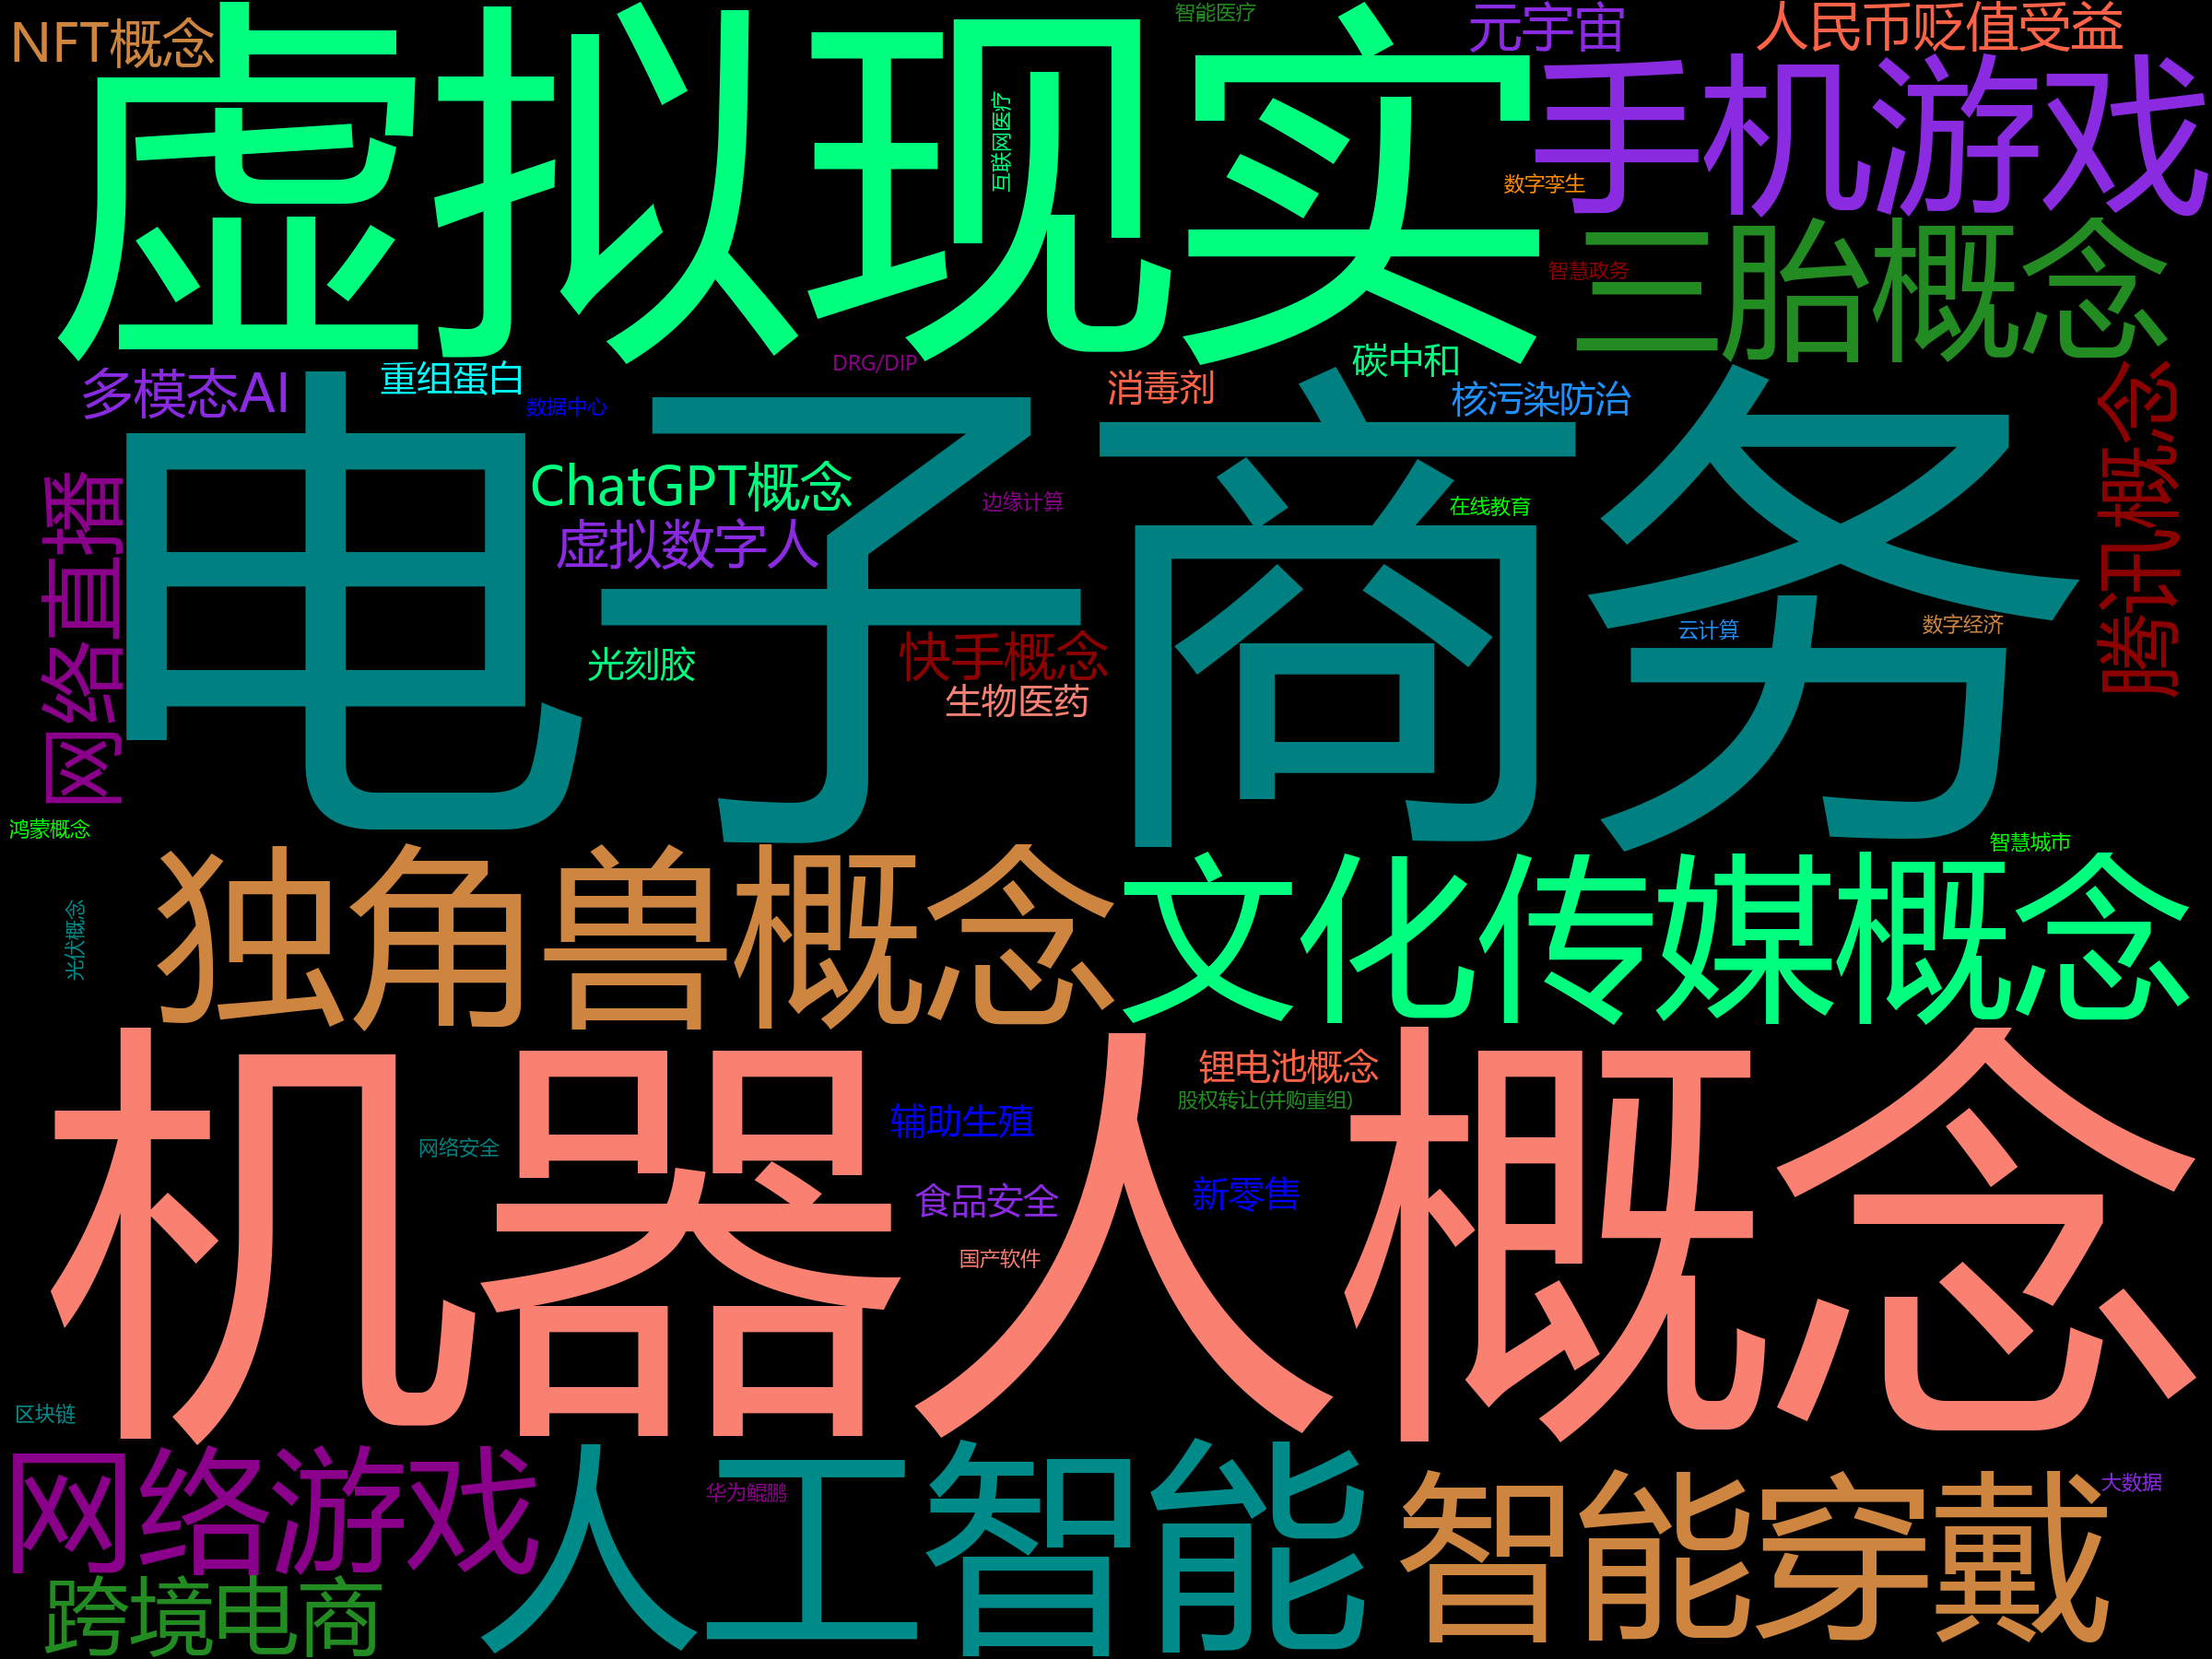 NFT概念
虚拟现实
智能医疗
元宇宙
人民币贬值受益
手机游戏
互联网医疗
数字孪生
智慧政务
三胎概念
多模态AI
重组蛋白
数据中心
DRG/DIP
消毒剂
碳中和
核污染防治
腾讯概念
电子商务
ChatGPT概念
虚拟数字人
边缘计算
在线教育
网络直播
光刻胶
快手概念
生物医药
云计算
数字经济
鸿蒙概念
智慧城市
光伏概念
独角兽概念
文化传媒概念
机器人概念
锂电池概念
股权转让(并购重组)
辅助生殖
网络安全
食品安全
新零售
国产软件
区块链
网络游戏
人工智能
华为鲲鹏
智能穿戴
大数据
跨境电商